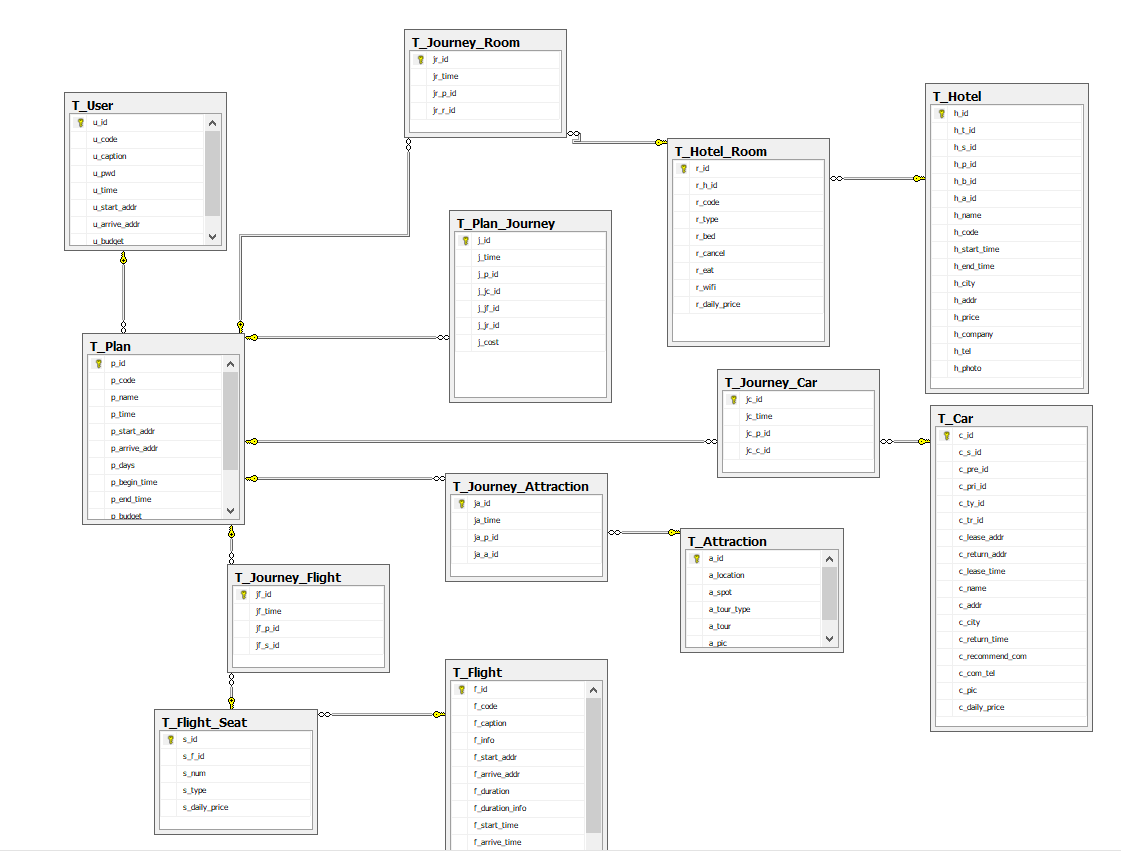 T_Journey_Room
jr_id
jr_time
jr_p_id
jr_r_id
T_User
u_id
u_code
u_caption
u_pwd
u_time
u_start_addr
u_arrive_addr
u_budget
T_Hotel
h_id
h_t_id
h_s_id
h_p_id
h_b_id
h_a_id
h_name
h_code
h_start_time
h_end_time
h_city
h_addr
h_price
h_company
h_tel
h_photo
T_Hotel_Room
r_id
r_h_id
r_code
r_type
r_bed
r_cancel
r_eat
r_wifi
r_daily_price
T_Plan_Journey
j_id
j_time
j_p_id
j_jc_id
j_jf_id
j_jr_id
j_cost
T_Plan
p_id
p_code
p_name
p_time
p_start_addr
p_arrive_addr
p_days
p_begin_time
p_end_time
p_budget
T_Journey_Car
jc_id
jc_time
jc_p_id
jc_c_id
T_Car
c_id
c_s_id
c_pre_id
c_pri_id
c_ty_id
c_tr_id
c_lease_addr
c_return_addr
c_lease_time
c_name
c_addr
c_city
c_return_time
c_recommend_com
c_com_tel
c_pic
c_daily_price
T_Journey_Attraction
ja_id
ja_time
ja_p_id
ja_a_id
T_Attraction
a_id
a_location
a_spot
a_tour_type
a_tour
a_pic
T_Journey_Flight
jf_id
jf_time
jf_p_id
jf_s_id
T_Flight
f_id
f_code
f_caption
f_info
f_start_addr
f_arrive_addr
f_duration
f_duration_info
f_start_time
f_arrive_time
T_Flight_Seat
s_id
s_f_id
s_num
s_type
s_daily_price